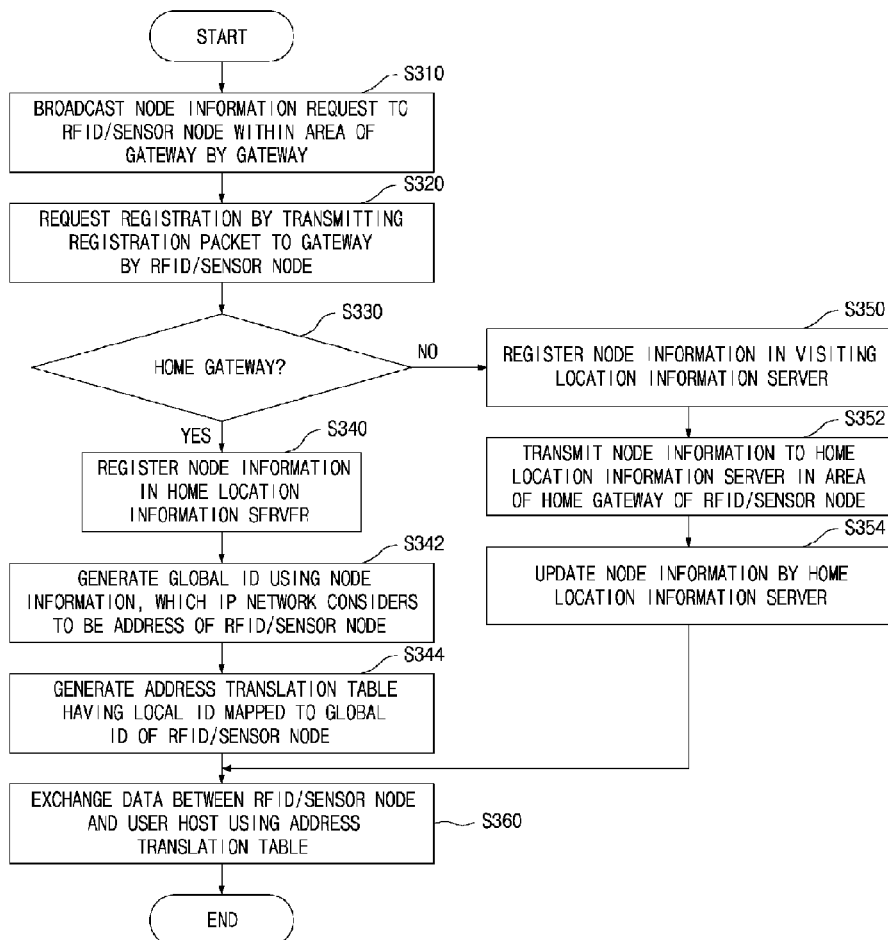 START
S310
BROADCAST NODE INFORMATION REQUEST TO
RFID/SENSOR NODE WITHIN AREA OF
GATEWAY BY GATEWAY
S320
REQUEST REGISTRATION BY TRANSMITTING
REGISTRATION PACKET TO GATEWAY
BY RFID/SENSOR NODE
S330
HOME GATEWAY?
NO
YES
S340
REGISTER NODE INFORMATION
IN HOME LOCATION
INFORMATION SERVER
S342
GENERATE GLOBAL ID USING NODE
INFORMATION, WHICH IP NETWORK CONSIDERS
TO BE ADDRESS OF RFID/SENSOR NODE
S344
GENERATE ADDRESS TRANSLATION TABLE
HAVING LOCAL ID MAPPED TO GLOBAL
ID OF RFID/SENSOR NODE
S350
REGISTER NODE INFORMATION IN VISITING
LOCATION INFORMATION SERVER
S352
TRANSMIT NODE INFORMATION TO HOME
LOCATION INFORMATION SERVER IN AREA
OF HOME GATEWAY OF RFID/SENSOR NODE
S354
UPDATE NODE INFORMATION BY HOME
LOCATION INFORMATION SERVER
EXCHANGE DATA BETWEEN RFID/SENSOR NODE
AND USER HOST USING ADDRESS
TRANSLATION TABLE
S360
END